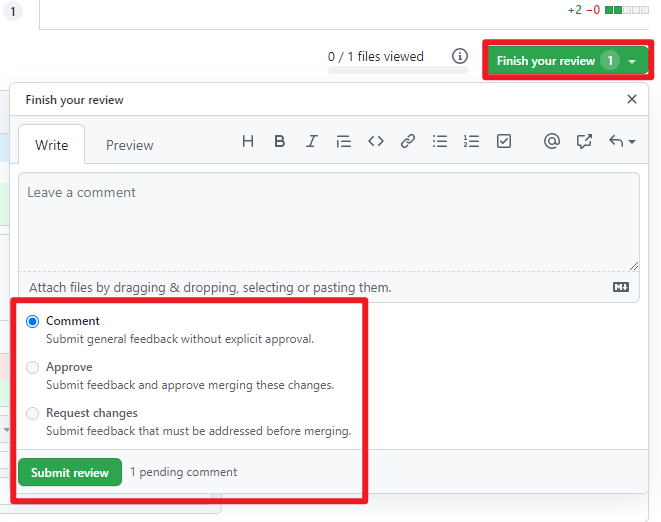 1
+2 −0
0 / 1 files viewed
Finish your review 1
Finish your review
Write
Preview
Leave a comment
Attach files by dragging & dropping, selecting or pasting them.
Comment
Submit general feedback without explicit approval.
Approve
Submit feedback and approve merging these changes.
Request changes
Submit feedback that must be addressed before merging.
Submit review
1 pending comment